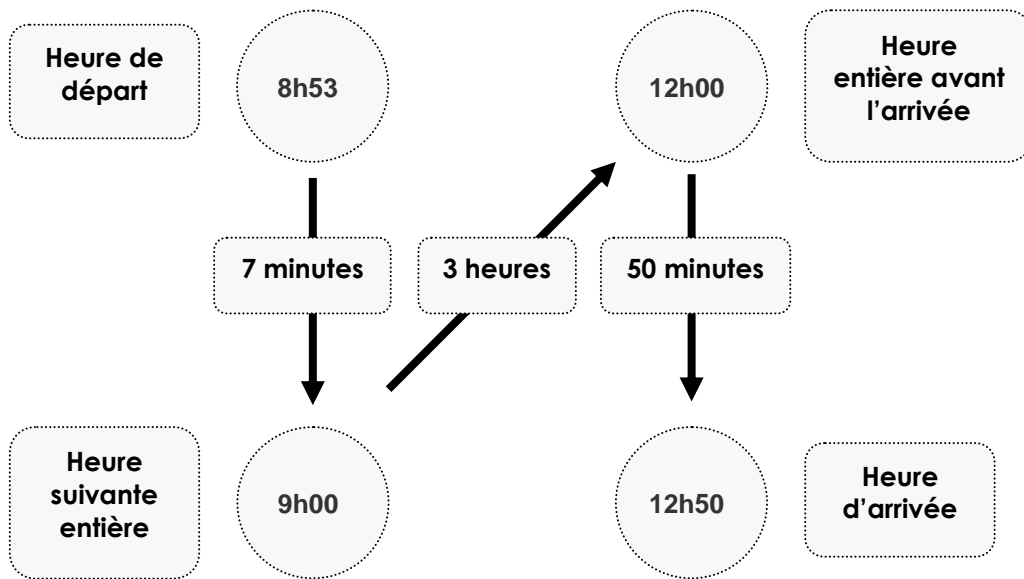 Heure de
départ
8h53
12h00
Heure
entière avant
l'arrivée
7 minutes
3 heures
50 minutes
Heure
suivante
entière
9h00
12h50
Heure
d'arrivée